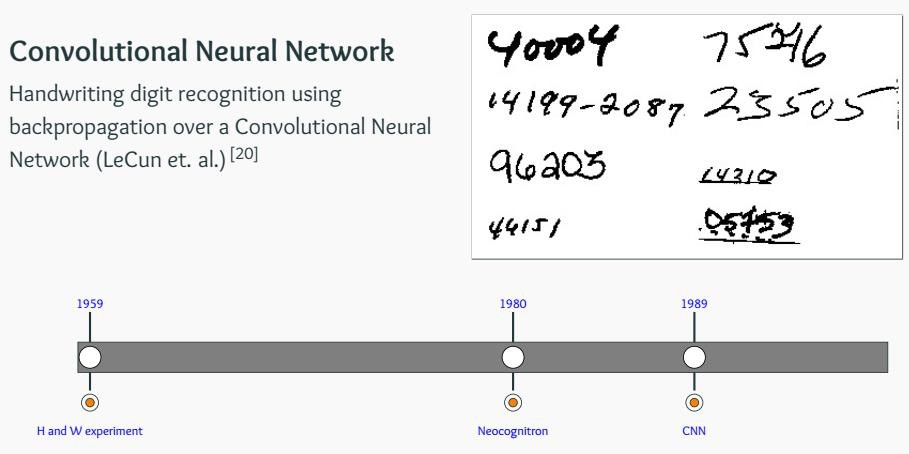 Convolutional Neural Network
Handwriting digit recognition using
backpropagation over a Convolutional Neural
Network (LeCun et. al.) [20]
40004 75216
14199-2087 23505
96203
14310
44151
05753
1959 1980 1989
H and W experiment Neocognitron CNN